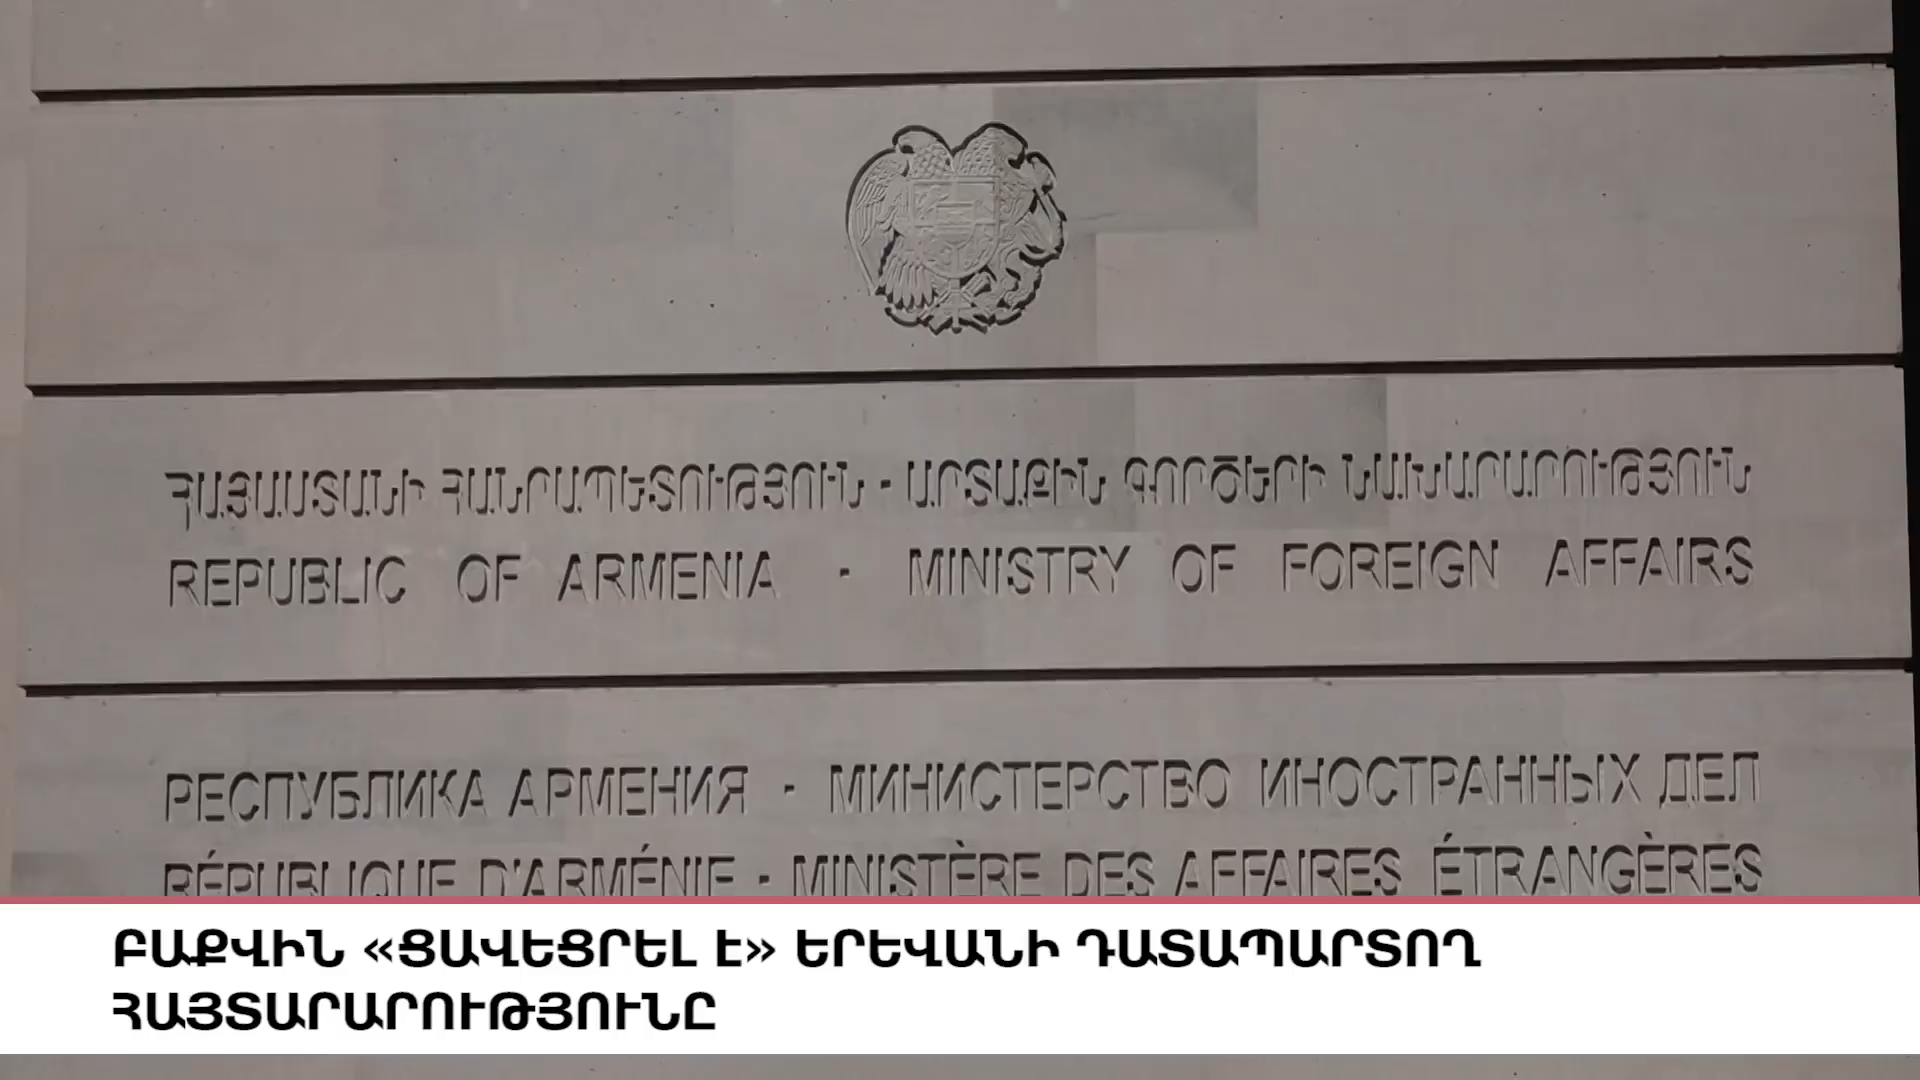 ՀԱՅԱՍՏԱՆԻ ՀԱՆՐԱՊԵՏՈՒԹՅՈՒՆ - ԱՐՏԱՔԻՆ ԳՈՐԾԵՐԻ ՆԱԽԱՐԱՐՈՒԹՅՈՒՆ
REPUBLIC OF ARMENIA - MINISTRY OF FOREIGN AFFAIRS
РЕСПУБЛИКА АРМЕНИЯ - МИНИСТЕРСТВО ИНОСТРАННЫХ ДЕЛ
RÉPUBLIQUE D'ARMÉNIE - MINISTÈRE DES AFFAIRES ÉTRANGÈRES
ԲԱՔՎԻՆ «ՑԱՎԵՑՐԵԼ է» ԵՐԵՎԱՆԻ ԴԱՏԱՊԱՐՏՈՂ
ՀԱՅՏԱՐԱՐՈՒԹՅՈՒՆԸ